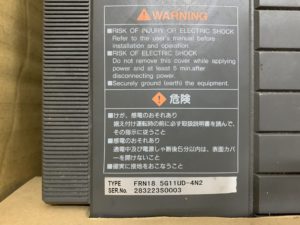 ⚠WARNING
■RISK OF INJURY OR ELECTRIC SHOCK
Refer to the user's manual before
installation and operation.
■RISK OF ELECTRIC SHOCK
Do not remove this cover while applying
power and at least 5 min.after
disconnecting power.
■Securely ground (earth) the equipment.
⚠危険
■けが、感電のおそれあり
据え付け運転時の前に必ず取扱説明書を読んで、
その指示に従うこと
■感電のおそれあり
通電中及び電源しゃ断後5分以内は、表面カバ
ーを開けないこと
■確実に接地をおこなうこと
TYPE FRN18.5G11UD-4N2
SER.No. 283223S0003